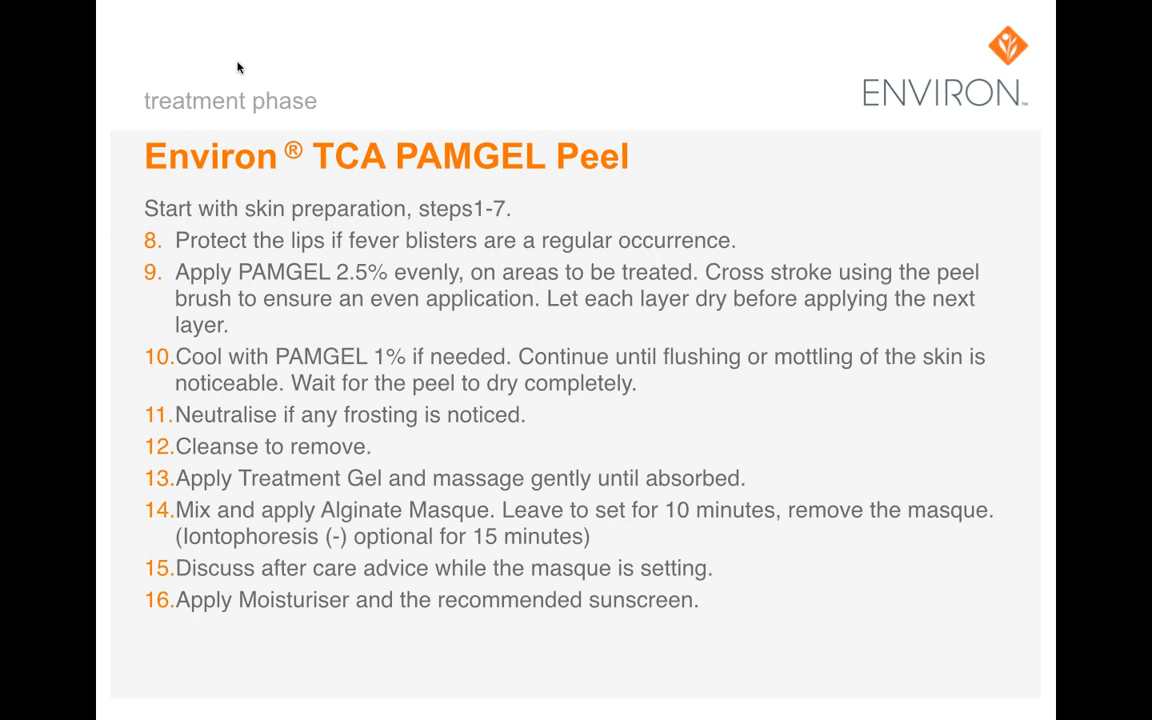 ENVIRON™
treatment phase
Environ ® TCA PAMGEL Peel
Start with skin preparation, steps1-7.
8. Protect the lips if fever blisters are a regular occurrence.
9. Apply PAMGEL 2.5% evenly, on areas to be treated. Cross stroke using the peel
brush to ensure an even application. Let each layer dry before applying the next
layer.
10.Cool with PAMGEL 1% if needed. Continue until flushing or mottling of the skin is
noticeable. Wait for the peel to dry completely.
11.Neutralise if any frosting is noticed.
12.Cleanse to remove.
13.Apply Treatment Gel and massage gently until absorbed.
14.Mix and apply Alginate Masque. Leave to set for 10 minutes, remove the masque.
(Iontophoresis (-) optional for 15 minutes)
15.Discuss after care advice while the masque is setting.
16.Apply Moisturiser and the recommended sunscreen.